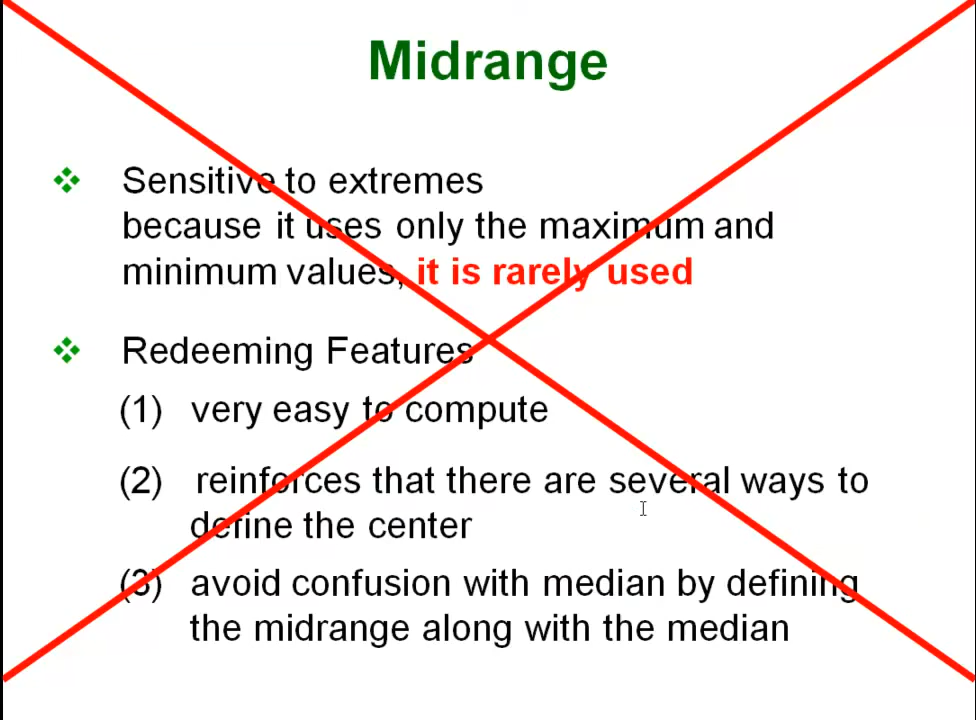 Midrange
Sensitive to extremes
because it uses only the maximum and
minimum values, it is rarely used
Redeeming Features
(1) very easy to compute
(2) reinforces that there are several ways to
define the center
(3) avoid confusion with median by defining
the midrange along with the median